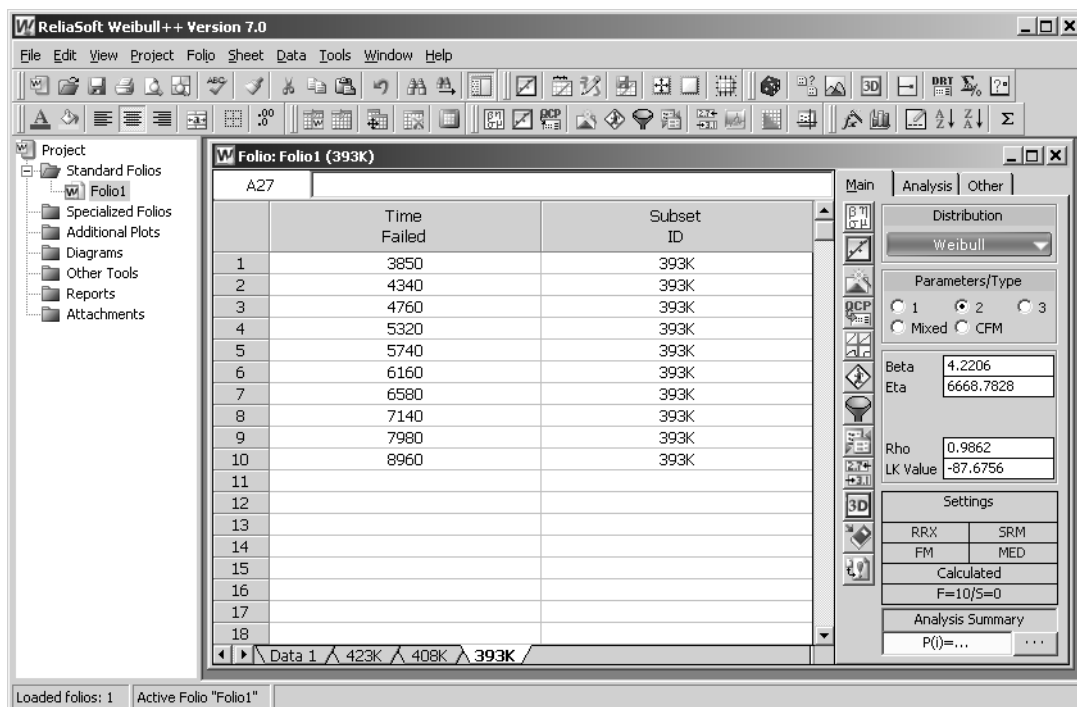 ReliaSoft Weibull++ Version 7.0
File Edit View Project Folio Sheet Data Tools Window Help
Project
Standard Folios
Folio1
Specialized Folios
Additional Plots
Diagrams
Other Tools
Reports
Attachments
Folio: Folio1 (393K)
A27
Time Failed Subset ID
1 3850 393K
2 4340 393K
3 4760 393K
4 5320 393K
5 5740 393K
6 6160 393K
7 6580 393K
8 7140 393K
9 7980 393K
10 8960 393K
11
12
13
14
15
16
17
18
Data 1 423K 408K 393K
Main Analysis Other
Distribution
Weibull
Parameters/Type
1 2 3
Mixed CFM
Beta 4.2206
Eta 6668.7828
Rho 0.9862
LK Value -87.6756
Settings
RRX SRM
FM MED
Calculated
F=10/S=0
Analysis Summary
P(i)=... ...
Loaded folios: 1 Active Folio "Folio1"